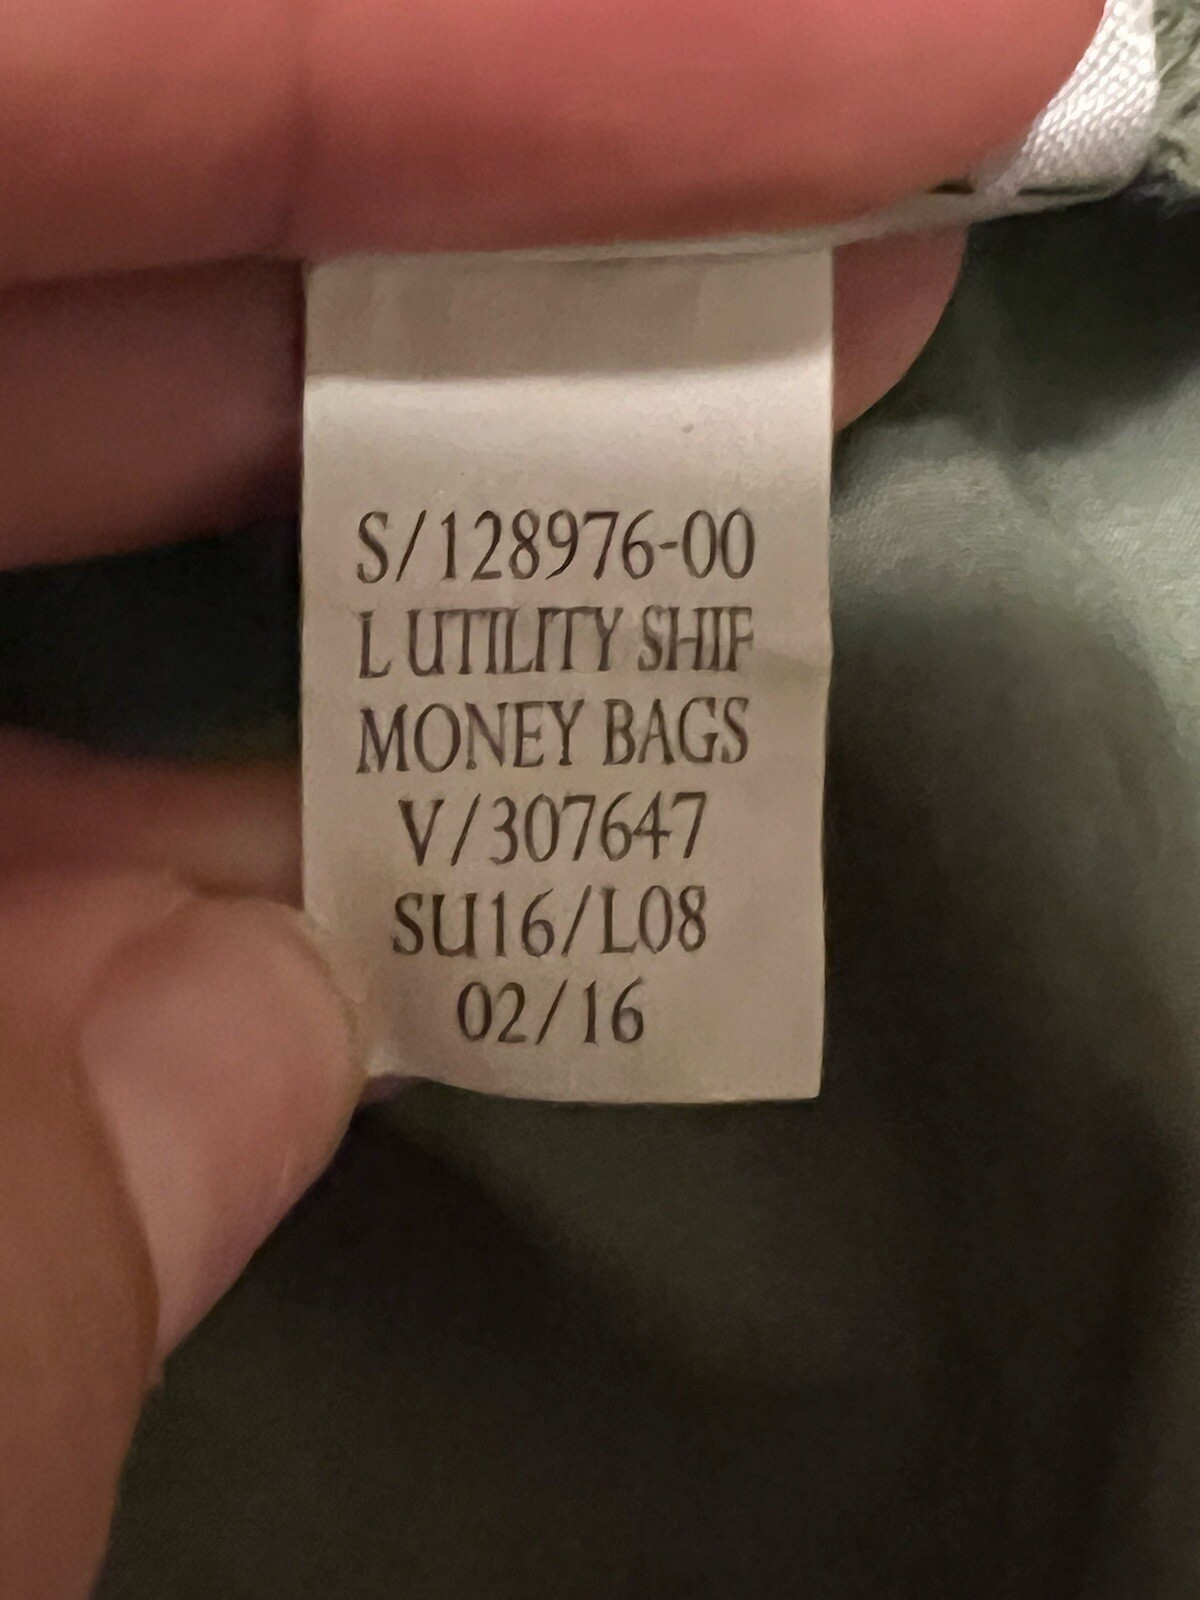 S/128976-00
L UTILITY SHIF
MONEY BAGS
V/307647
SU16/L08
02/16